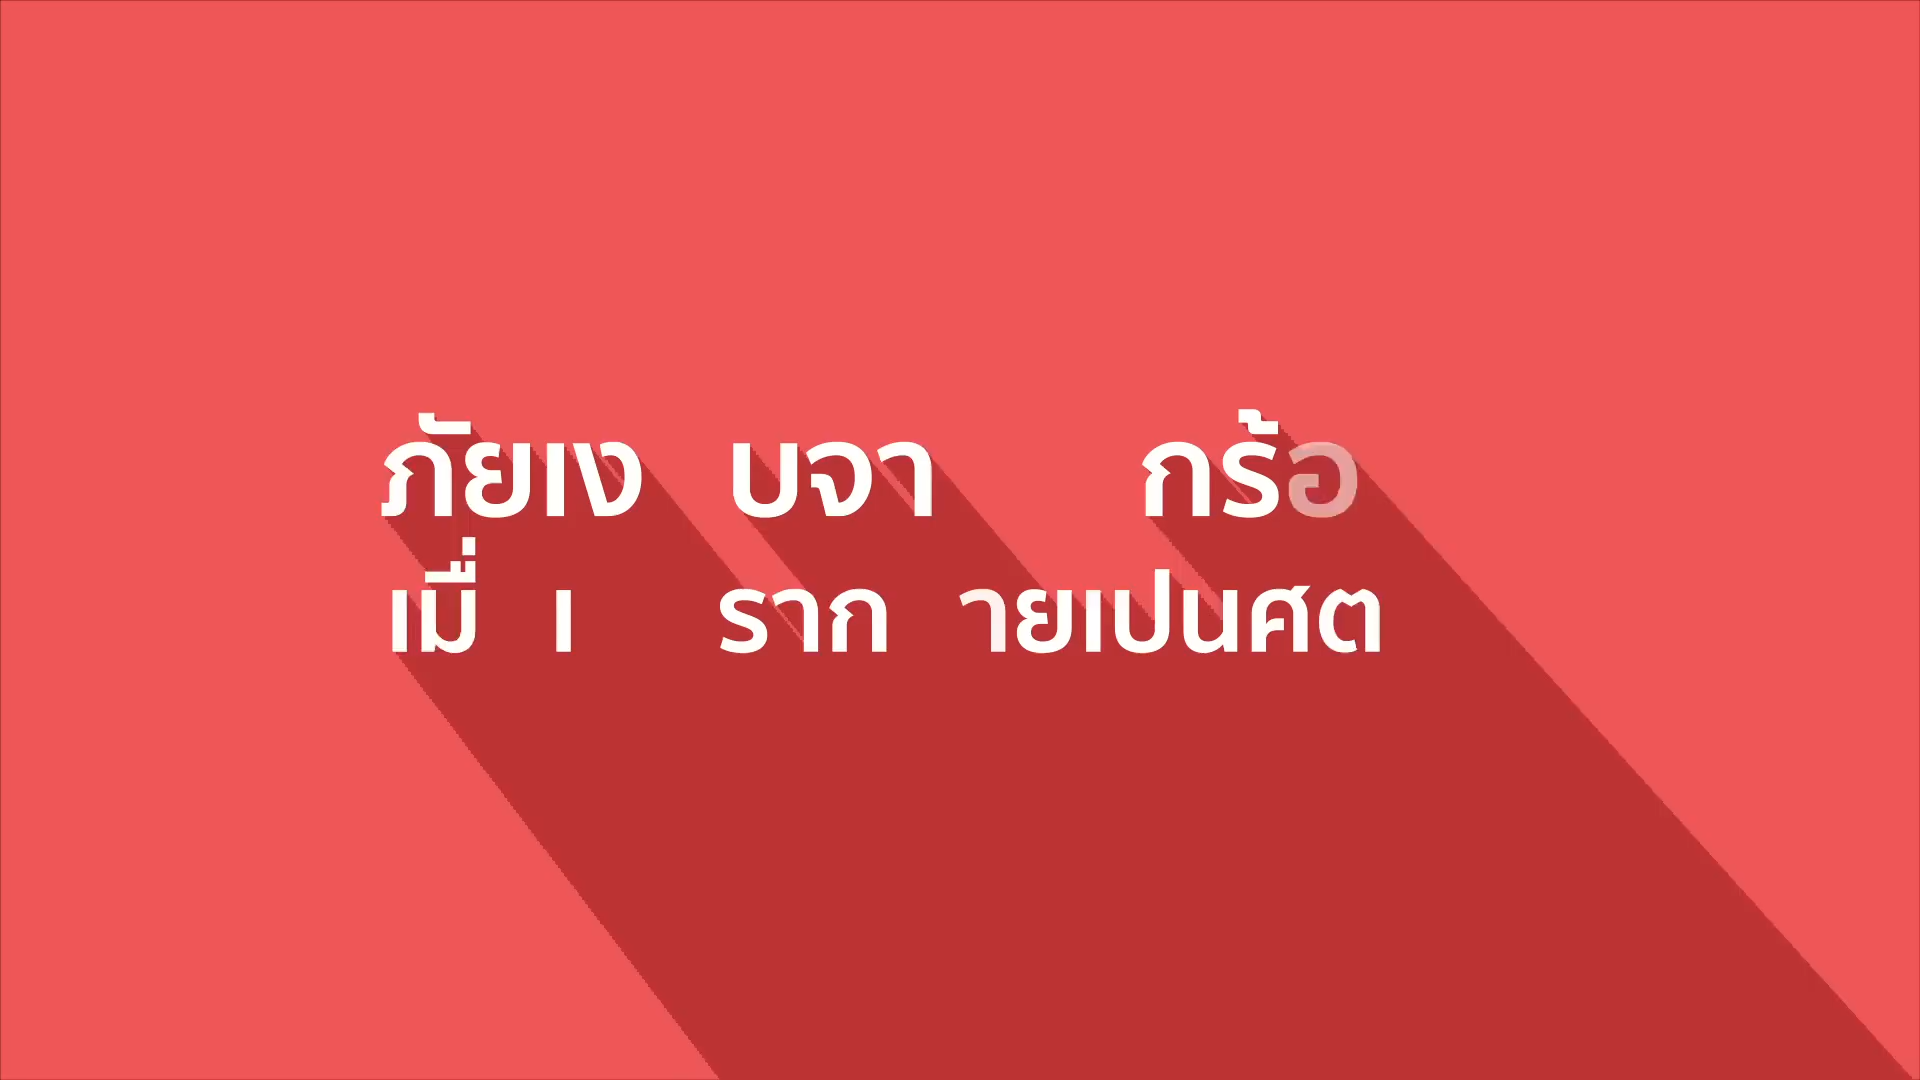 ภัยเง บจา กร้อ
เมื่ เ ราก ายเปนศต